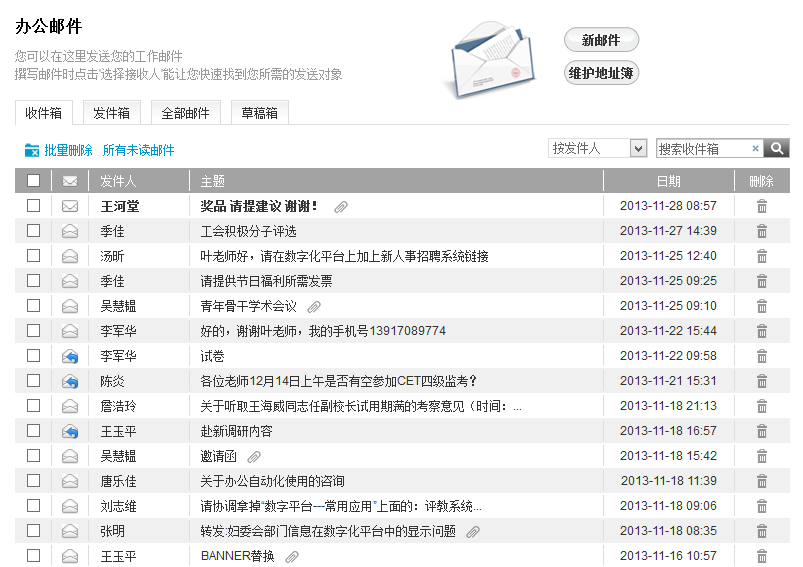 办公邮件
您可以在这里发送您的工作邮件
撰写邮件时点击'选择接收人'能让您快速找到您所需的发送对象
新邮件
维护地址簿
收件箱 发件箱 全部邮件 草稿箱
批量删除 所有未读邮件 按发件人 搜索收件箱
发件人 主题 日期 删除
王河堂 奖品 请提建议 谢谢! 2013-11-28 08:57
季佳 工会积极分子评选 2013-11-27 14:39
汤昕 叶老师好，请在数字化平台上加上新人事招聘系统链接 2013-11-25 12:40
季佳 请提供节日福利所需发票 2013-11-25 09:25
吴慧韫 青年骨干学术会议 2013-11-25 09:10
李军华 好的，谢谢叶老师，我的手机号13917089774 2013-11-22 15:44
李军华 试卷 2013-11-22 09:58
陈炎 各位老师12月14日上午是否有空参加CET四级监考？ 2013-11-21 15:31
詹浩玲 关于听取王海威同志任副校长试用期满的考察意见（时间：... 2013-11-18 21:13
王玉平 赴新调研内容 2013-11-18 16:57
吴慧韫 邀请函 2013-11-18 15:42
唐乐佳 关于办公自动化使用的咨询 2013-11-18 11:39
刘志维 请协调拿掉“数字平台---常用应用”上面的：评教系统... 2013-11-18 09:06
张明 转发:妇委会部门信息在数字化平台中的显示问题 2013-11-18 08:35
王玉平 BANNER替换 2013-11-16 10:57